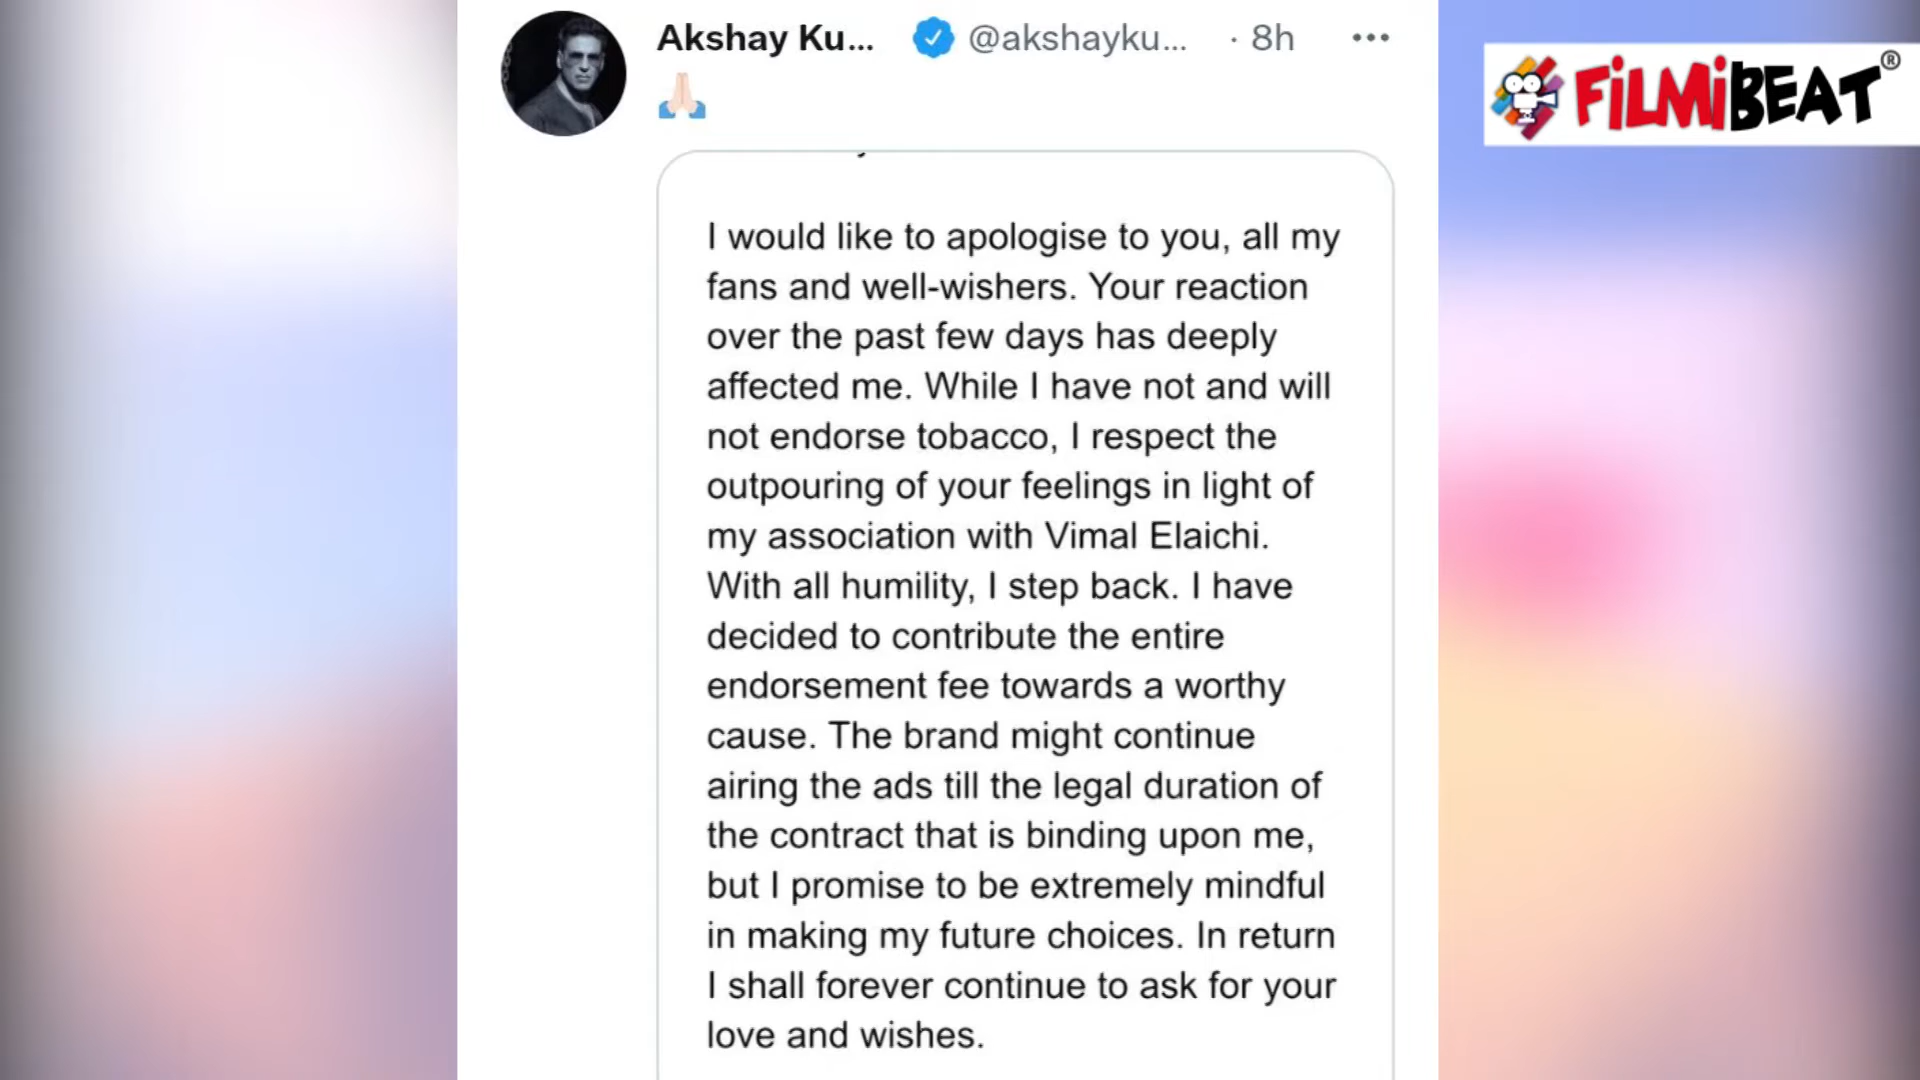 Akshay Ku... @akshayku... · 8h
🙏🏻
FiLMiBEAT®
I would like to apologise to you, all my
fans and well-wishers. Your reaction
over the past few days has deeply
affected me. While I have not and will
not endorse tobacco, I respect the
outpouring of your feelings in light of
my association with Vimal Elaichi.
With all humility, I step back. I have
decided to contribute the entire
endorsement fee towards a worthy
cause. The brand might continue
airing the ads till the legal duration of
the contract that is binding upon me,
but I promise to be extremely mindful
in making my future choices. In return
I shall forever continue to ask for your
love and wishes.